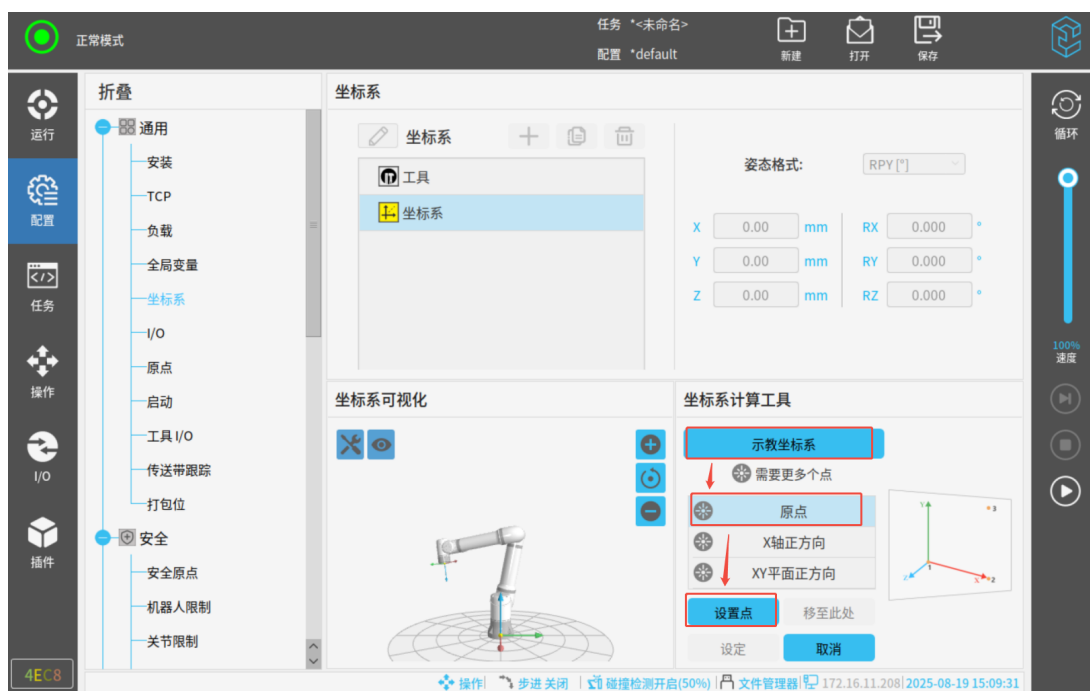 正常模式
任务 *<未命名>
配置 *default
新建
打开
保存
运行
配置
任务
操作
I/O
插件
4EC8
折叠
通用
安装
TCP
负载
全局变量
坐标系
I/O
原点
启动
工具 I/O
传送带跟踪
打包位
安全
安全原点
机器人限制
关节限制
坐标系
坐标系
工具
坐标系
姿态格式: RPY [°]
X 0.00 mm RX 0.000 °
Y 0.00 mm RY 0.000 °
Z 0.00 mm RZ 0.000 °
坐标系可视化
坐标系计算工具
示教坐标系
需要更多个点
原点
X轴正方向
XY平面正方向
Y
3
1
Z
X
2
设置点 移至此处
设定 取消
循环
100%
速度
操作 步进 关闭 碰撞检测开启(50%) 文件管理器 172.16.11.208 2025-08-19 15:09:31